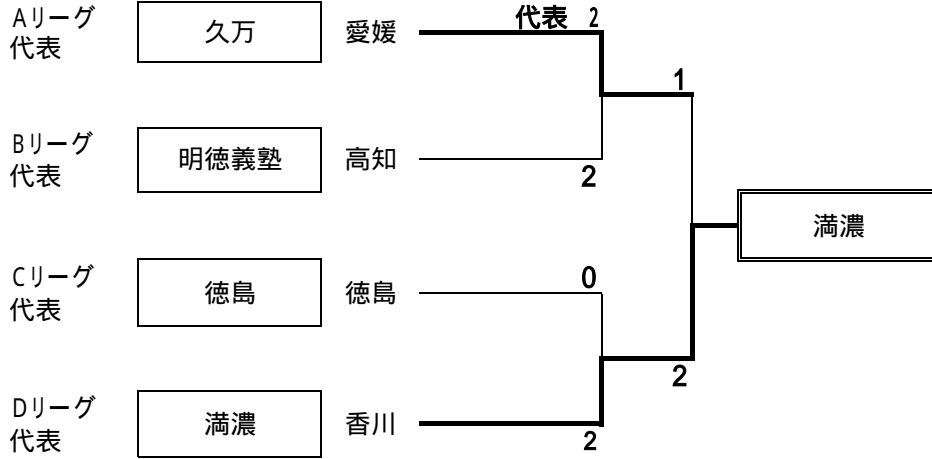 Aリーグ
代表
久万
愛媛
代表 2
1
Bリーグ
代表
明徳義塾
高知
2
満濃
Cリーグ
代表
徳島
徳島
0
2
Dリーグ
代表
満濃
香川
2